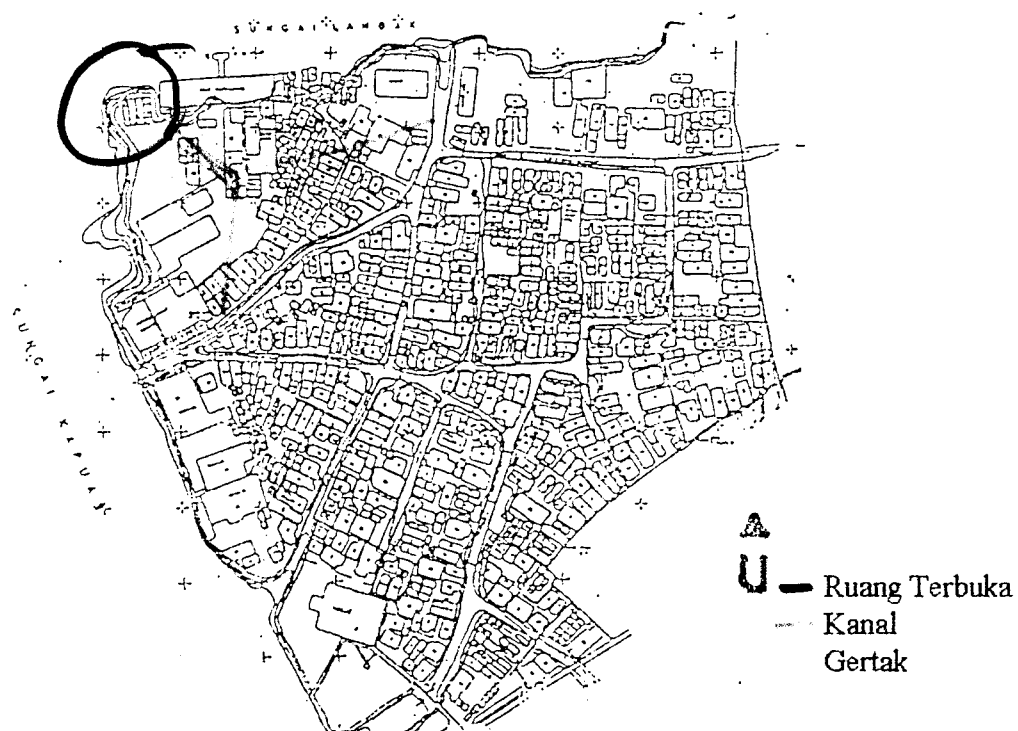 SUNGAI LANDAK
SUNGAI KAPUAS
U
Ruang Terbuka
Kanal
Gertak